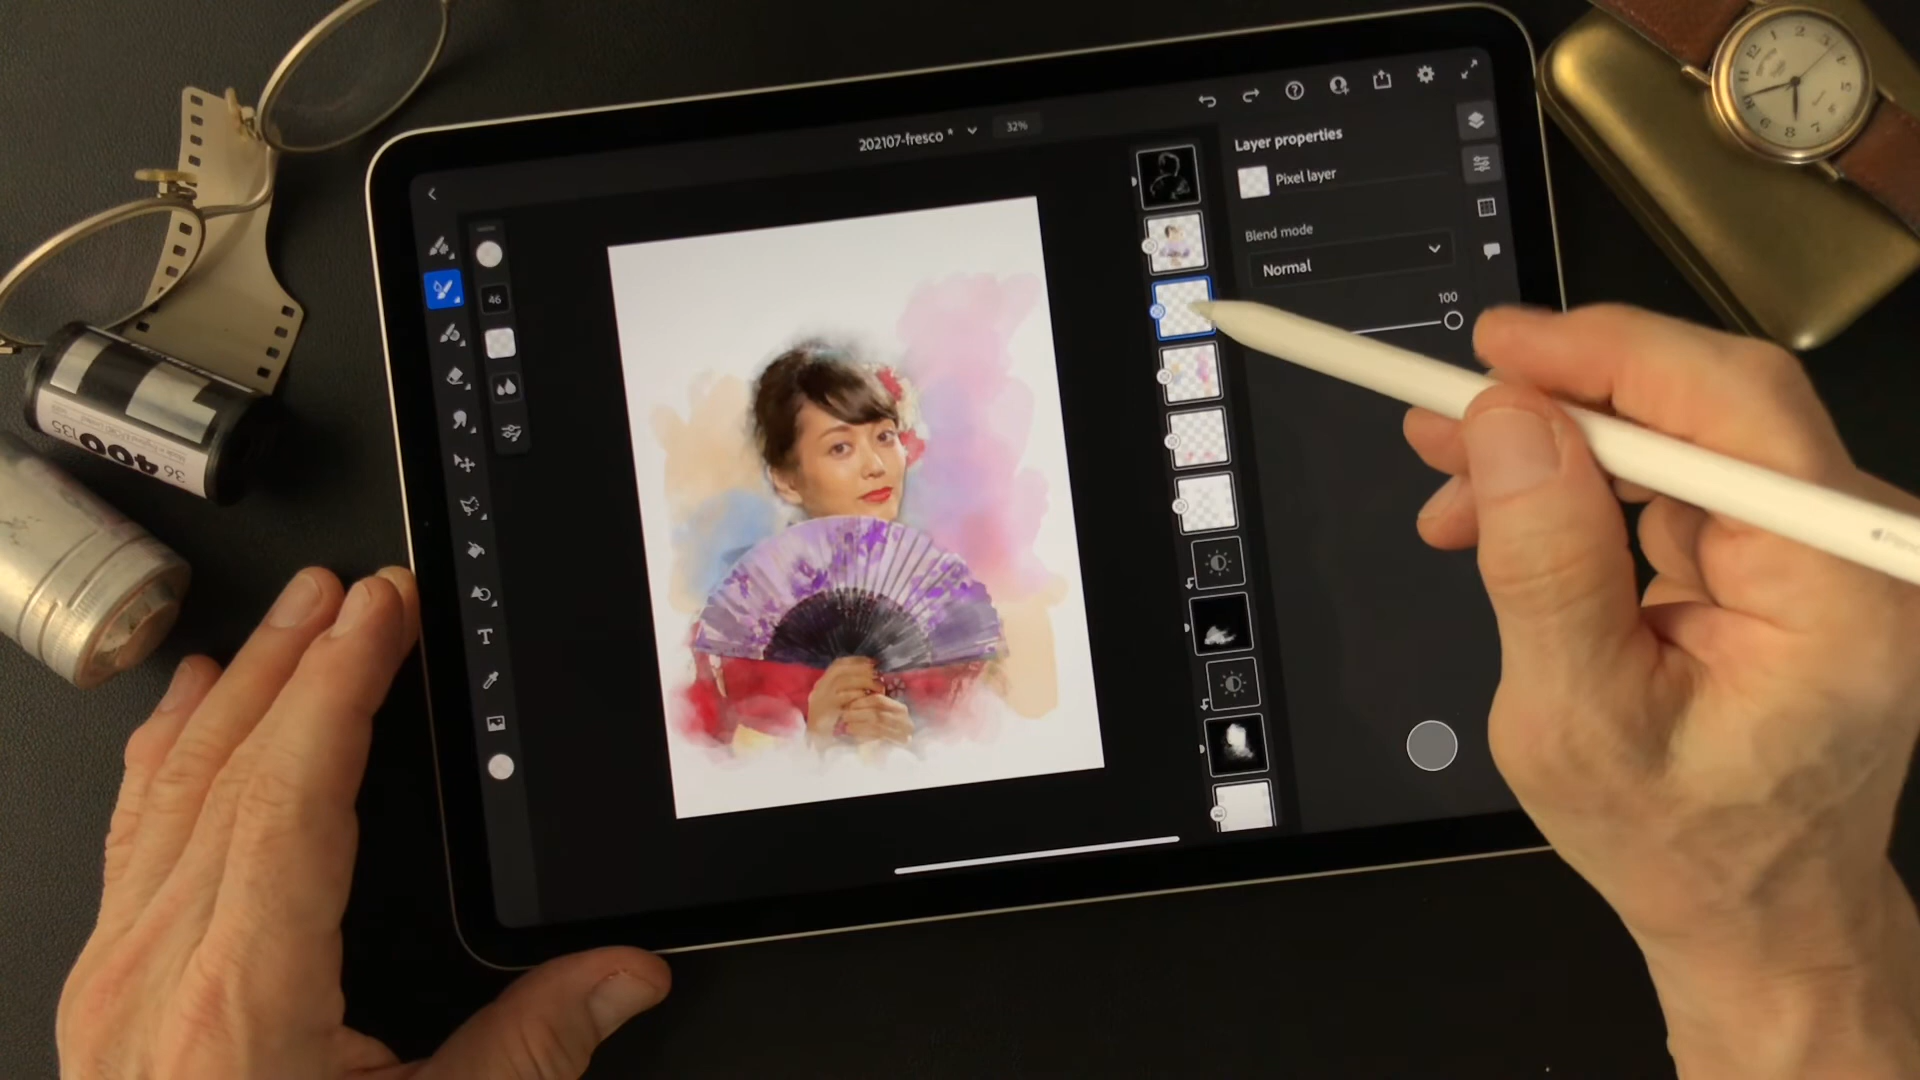 202107-fresco *
32%
Layer properties
Pixel layer
Blend mode
Normal
100
46
T
400
36
135